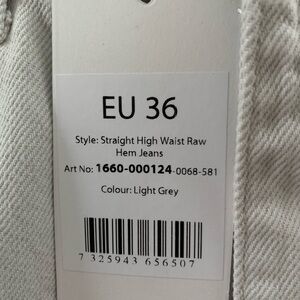 EU 36
Style: Straight High Waist Raw
Hem Jeans
Art No: 1660-000124-0068-581
Colour: Light Grey
7 325943 656507